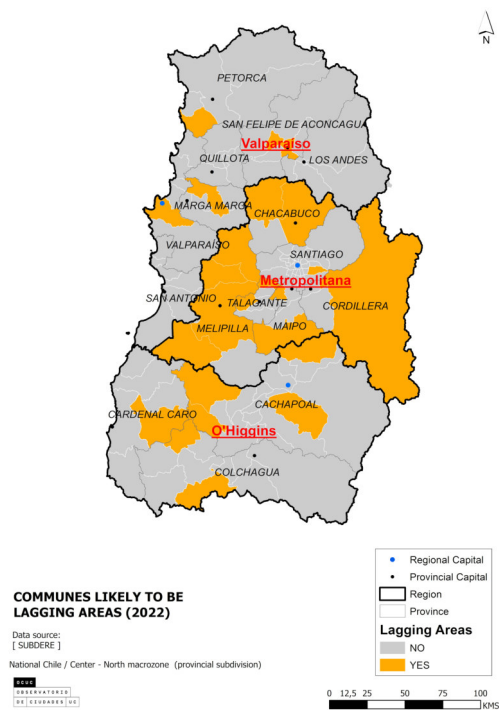 N
PETORCA
SAN FELIPE DE ACONCAGUA
Valparaíso
QUILLOTA
LOS ANDES
MARGA MARGA
CHACABUCO
VALPARAÍSO
SANTIAGO
Metropolitana
SAN ANTONIO
TALAGANTE
CORDILLERA
MELIPILLA
MAIPO
CARDENAL CARO
CACHAPOAL
O'Higgins
COLCHAGUA
COMMUNES LIKELY TO BE
LAGGING AREAS (2022)
Data source:
[ SUBDERE ]
National Chile / Center - North macrozone (provincial subdivision)
OCUC
OBSERVATORIO
DE CIUDADES UC
Regional Capital
Provincial Capital
Region
Province
Lagging Areas
NO
YES
0 12,5 25 50 75 100
KMS